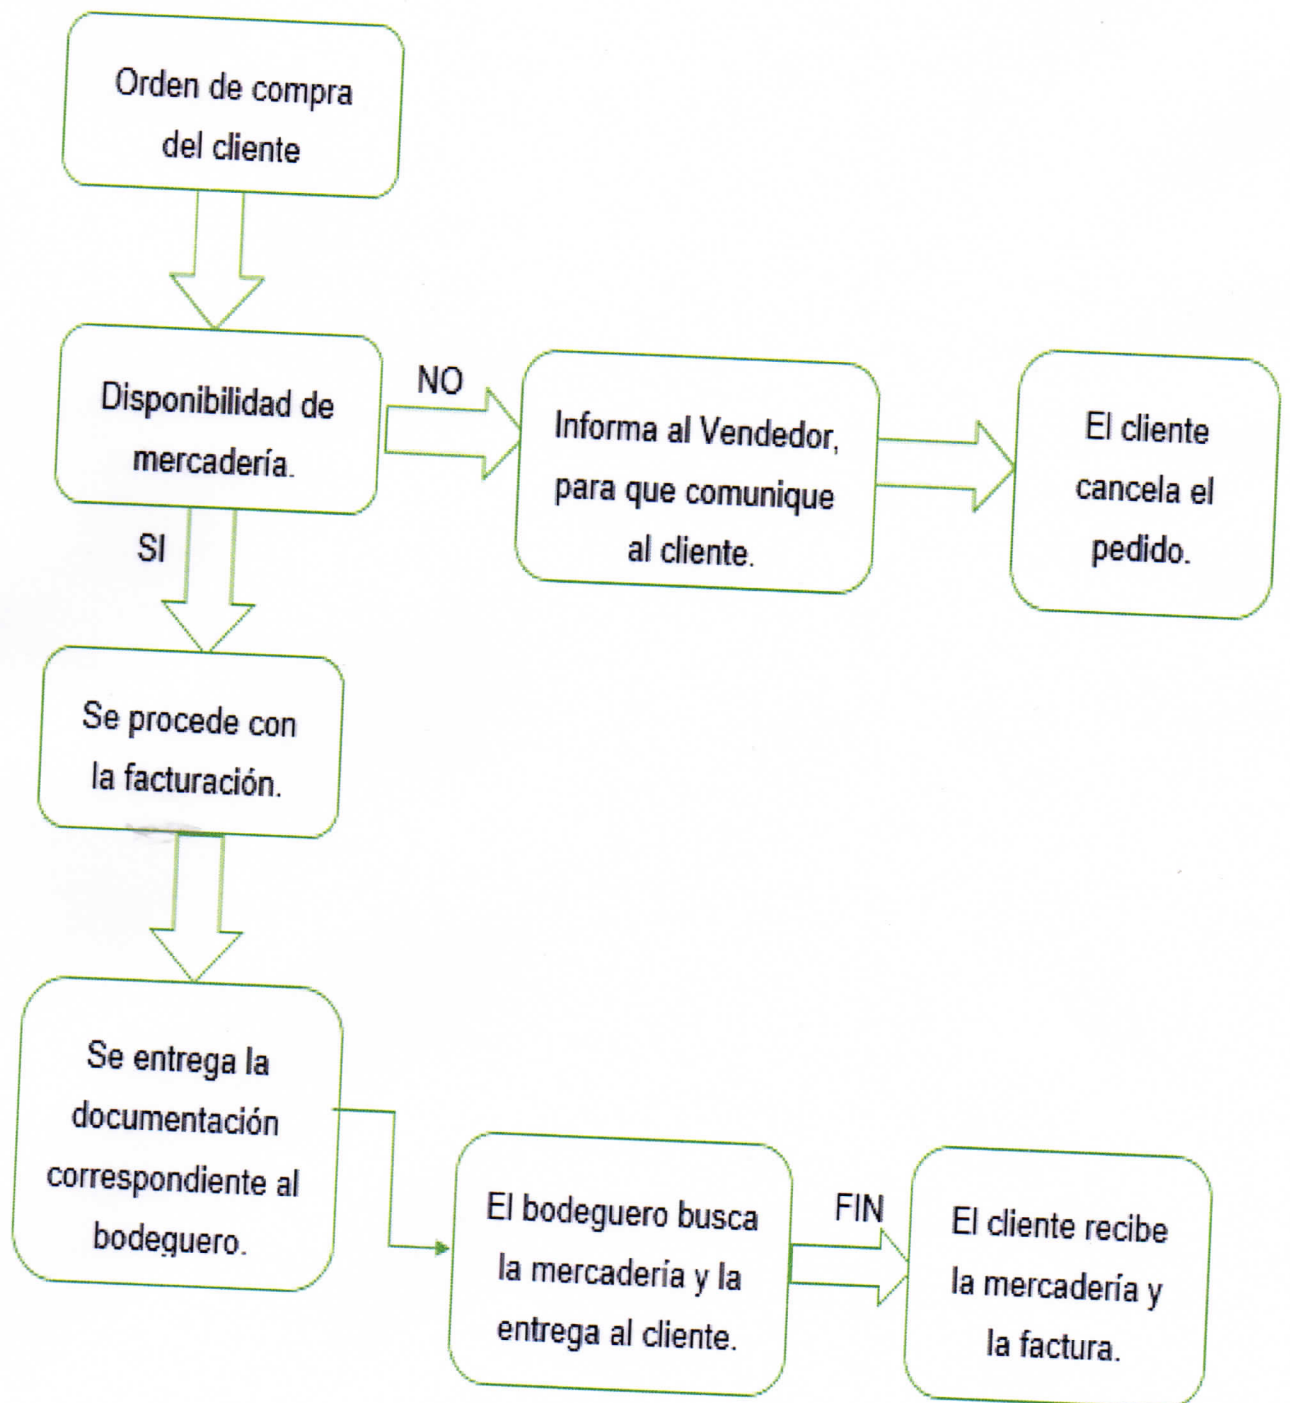 Orden de compra
del cliente
Disponibilidad de
mercadería.
NO
Informa al Vendedor,
para que comunique
al cliente.
El cliente
cancela el
pedido.
SI
Se procede con
la facturación.
Se entrega la
documentación
correspondiente al
bodeguero.
El bodeguero busca
la mercadería y la
entrega al cliente.
FIN
El cliente recibe
la mercadería y
la factura.